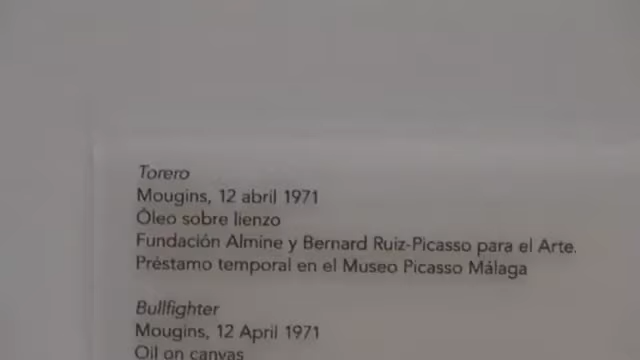 Torero
Mougins, 12 abril 1971
Óleo sobre lienzo
Fundación Almine y Bernard Ruiz-Picasso para el Arte.
Préstamo temporal en el Museo Picasso Málaga
Bullfighter
Mougins, 12 April 1971
Oil on canvas